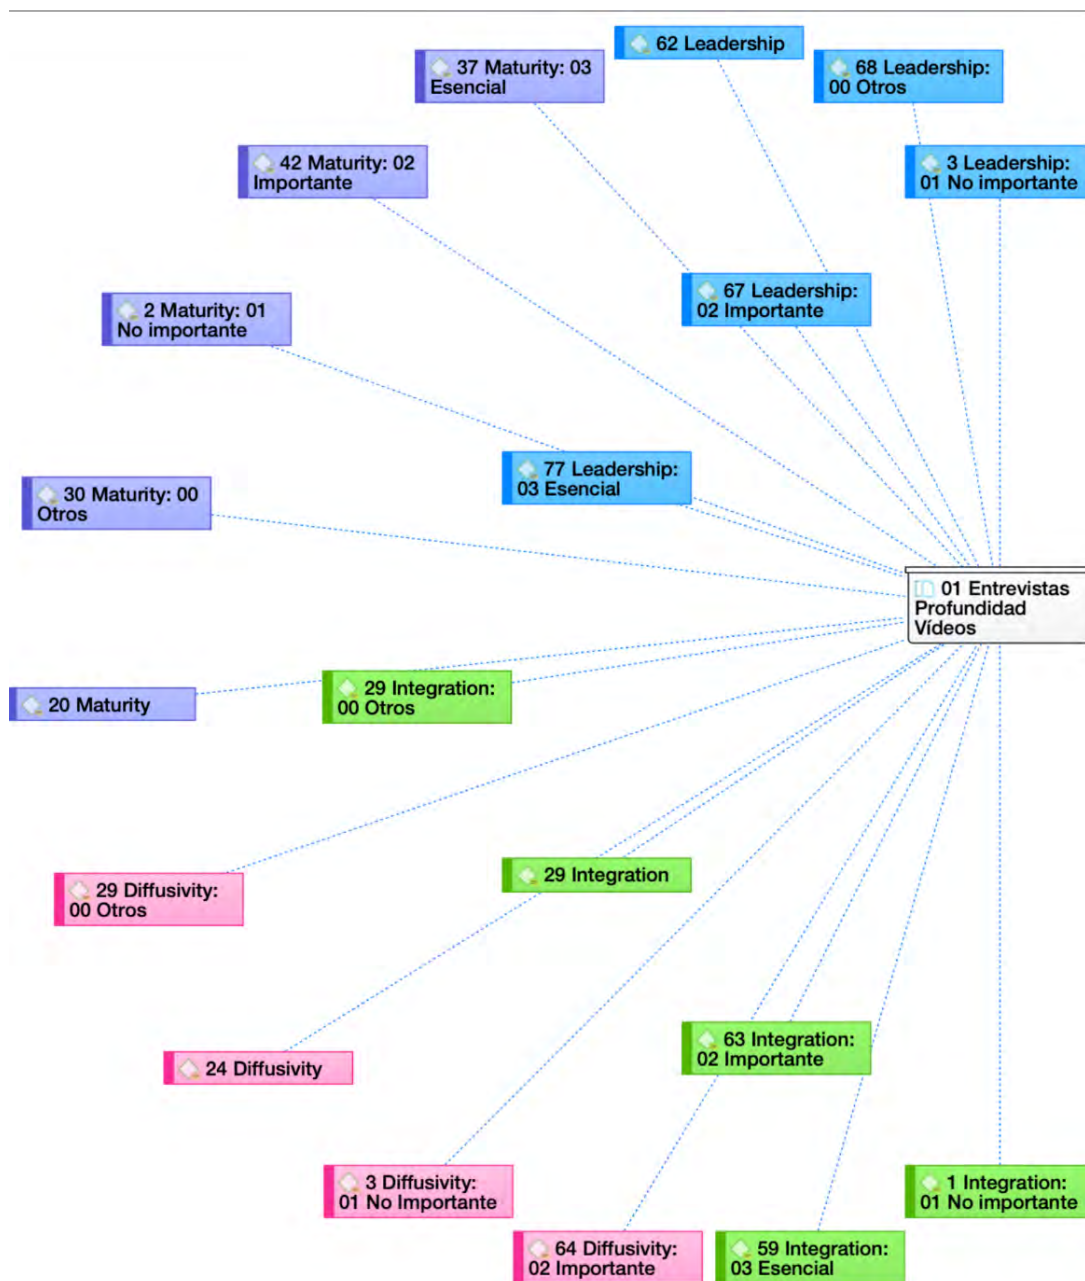 62 Leadership
37 Maturity: 03
Esencial
68 Leadership:
00 Otros
42 Maturity: 02
Importante
3 Leadership:
01 No importante
67 Leadership:
02 Importante
2 Maturity: 01
No importante
77 Leadership:
03 Esencial
30 Maturity: 00
Otros
01 Entrevistas
Profundidad
Vídeos
29 Integration:
00 Otros
20 Maturity
29 Integration
29 Diffusivity:
00 Otros
63 Integration:
02 Importante
24 Diffusivity
3 Diffusivity:
01 No Importante
1 Integration:
01 No importante
64 Diffusivity:
02 Importante
59 Integration:
03 Esencial